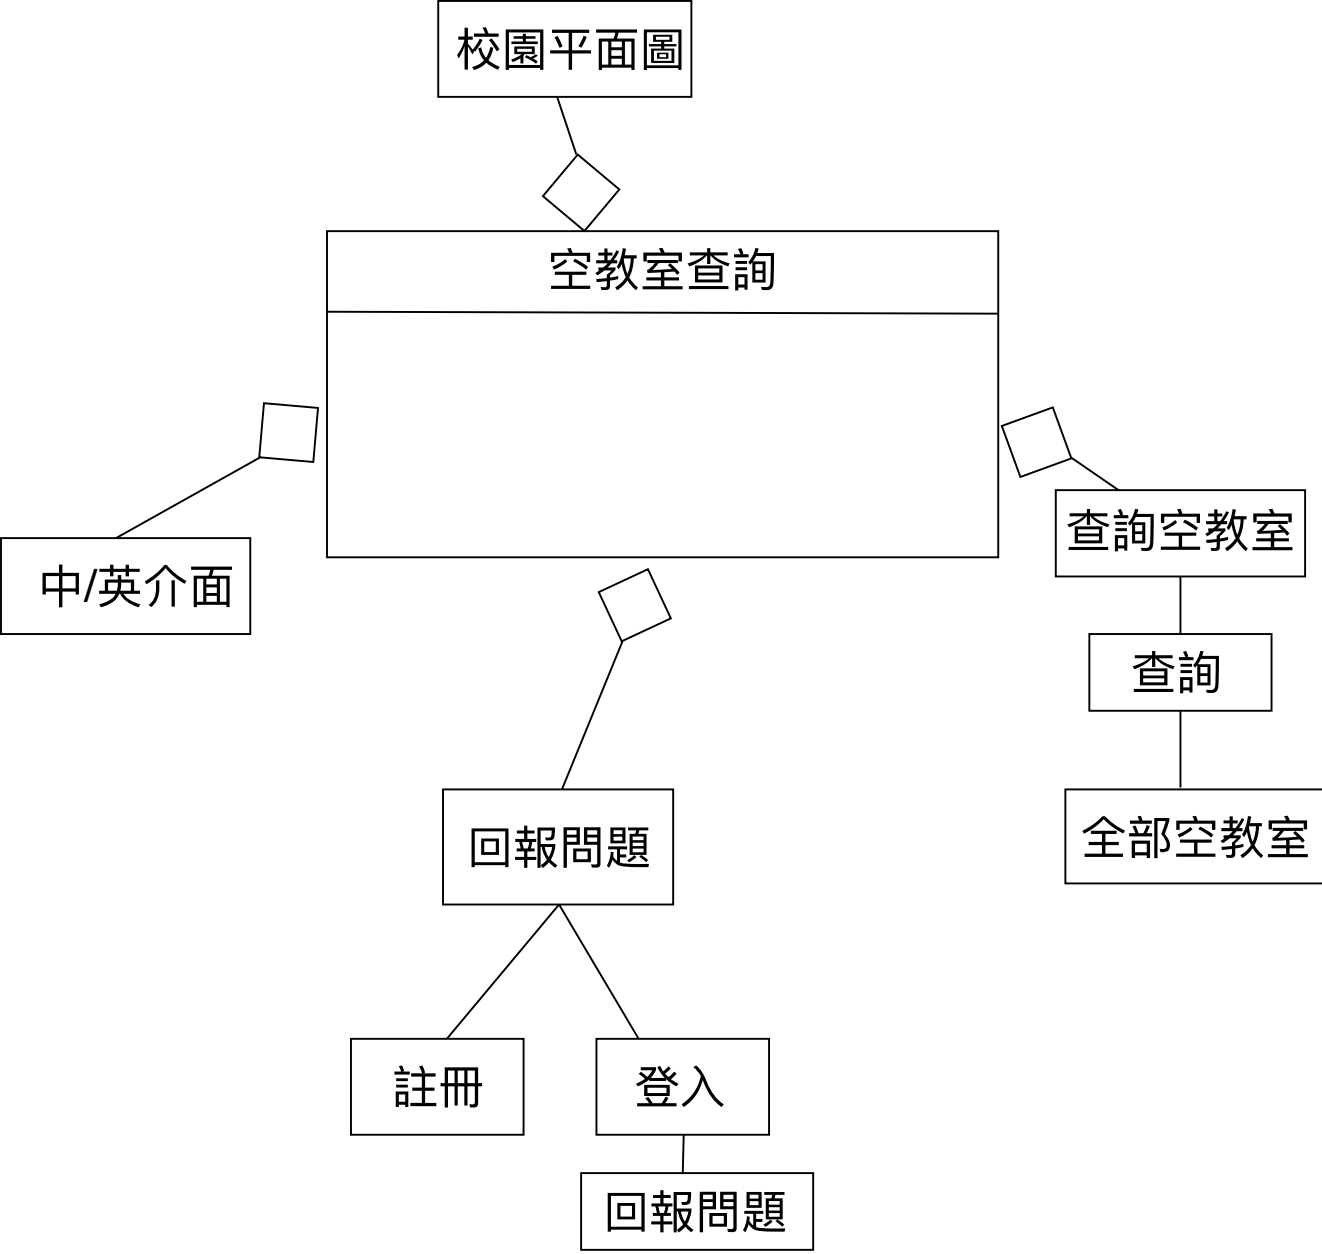 校園平面圖
空教室查詢
查詢空教室
中/英介面
查詢
全部空教室
回報問題
註冊
登入
回報問題